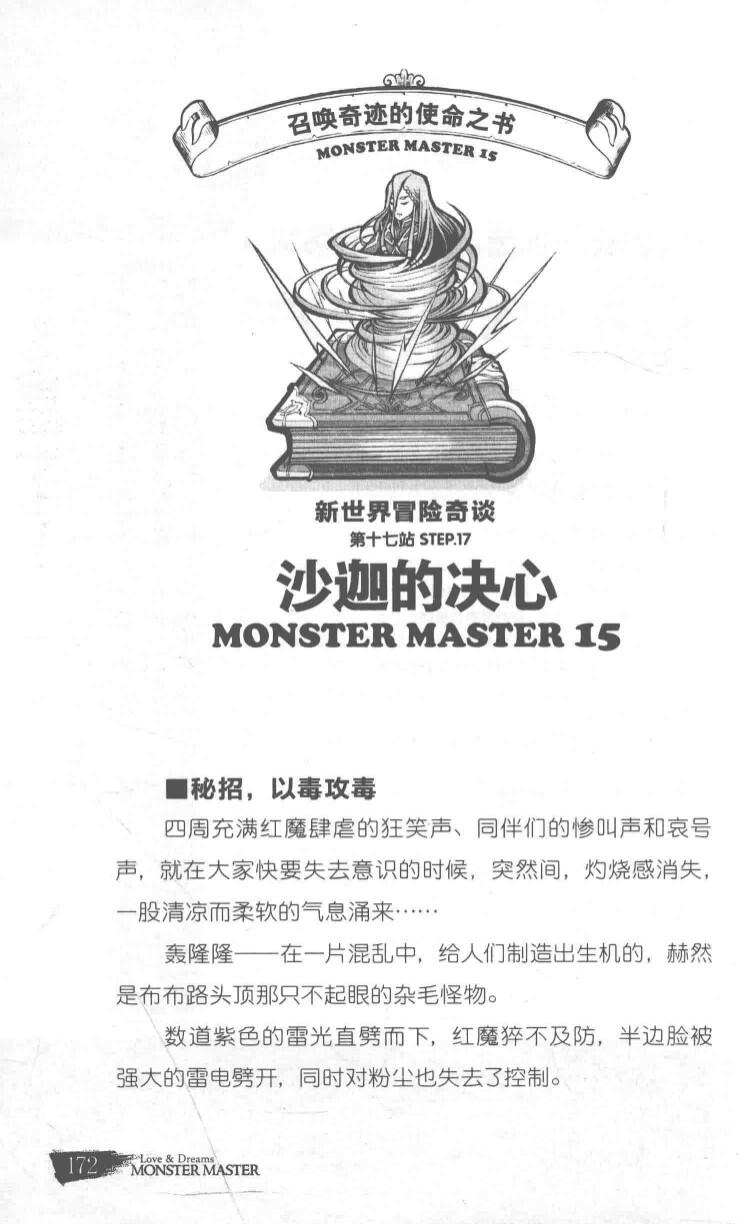 召唤奇迹的使命之书
MONSTER MASTER 15
新世界冒险奇谈
第十七站 STEP.17
沙迦的决心
MONSTER MASTER 15
■秘招，以毒攻毒
四周充满红魔肆虐的狂笑声、同伴们的惨叫声和哀号
声，就在大家快要失去意识的时候，突然间，灼烧感消失，
一股清凉而柔软的气息涌来……
轰隆隆——在一片混乱中，给人们制造出生机的，赫然
是布布路头顶那只不起眼的杂毛怪物。
数道紫色的雷光直劈而下，红魔猝不及防，半边脸被
强大的雷电劈开，同时对粉尘也失去了控制。
172
Love & Dreams
MONSTER MASTER